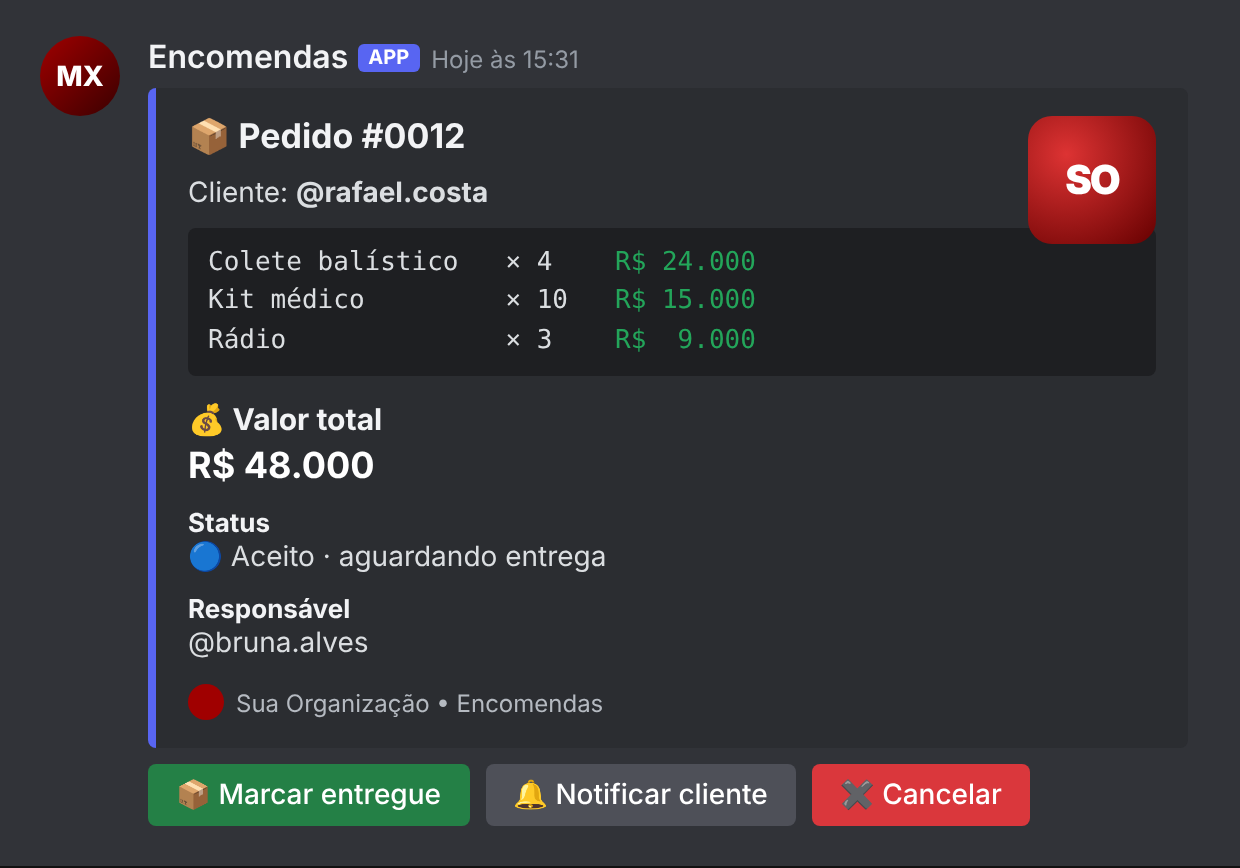 MX
Encomendas APP Hoje às 15:31
📦 Pedido #0012
SO
Cliente: @rafael.costa
Colete balístico × 4 R$ 24.000
Kit médico × 10 R$ 15.000
Rádio × 3 R$ 9.000
💰 Valor total
R$ 48.000
Status
🔵 Aceito · aguardando entrega
Responsável
@bruna.alves
Sua Organização • Encomendas
📦 Marcar entregue 🔔 Notificar cliente ✖️ Cancelar